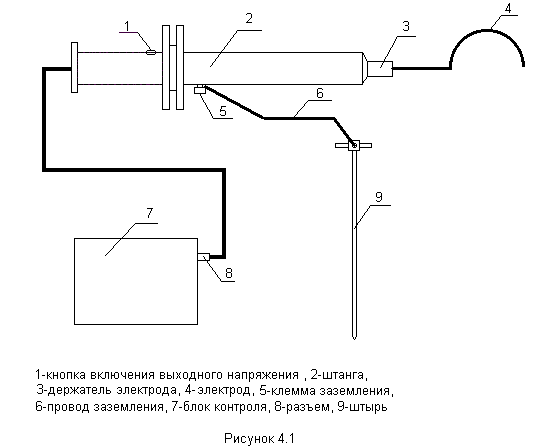 1
2
3
4
5
6
7
8
9
1-кнопка включения выходного напряжения , 2-штанга,
3-держатель электрода, 4-электрод, 5-клемма заземления,
6-провод заземления, 7-блок контроля, 8-разъем, 9-штырь
Рисунок 4.1